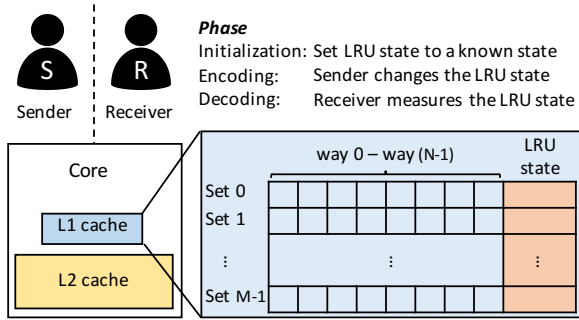 Phase
Initialization: Set LRU state to a known state
Encoding: Sender changes the LRU state
Decoding: Receiver measures the LRU state
S
R
Sender
Receiver
Core
L1 cache
L2 cache
way 0 – way (N-1)
LRU
state
Set 0
Set 1
⋮
⋮
⋮
Set M-1